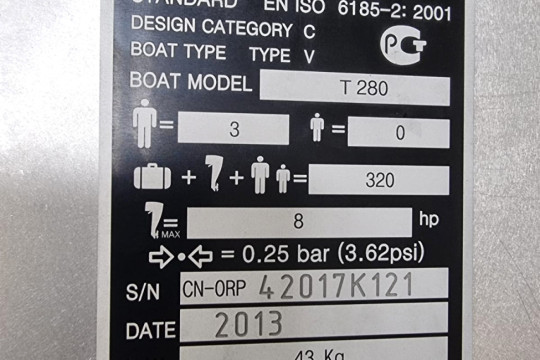 STANDARD EN ISO 6185-2: 2001
DESIGN CATEGORY C
BOAT TYPE TYPE V
PCT
BOAT MODEL T 280
= 3 = 0
+ + = 320
MAX = 8 hp
= 0.25 bar (3.62psi)
S/N CN-ORP 42017K121
DATE 2013
43 Kg